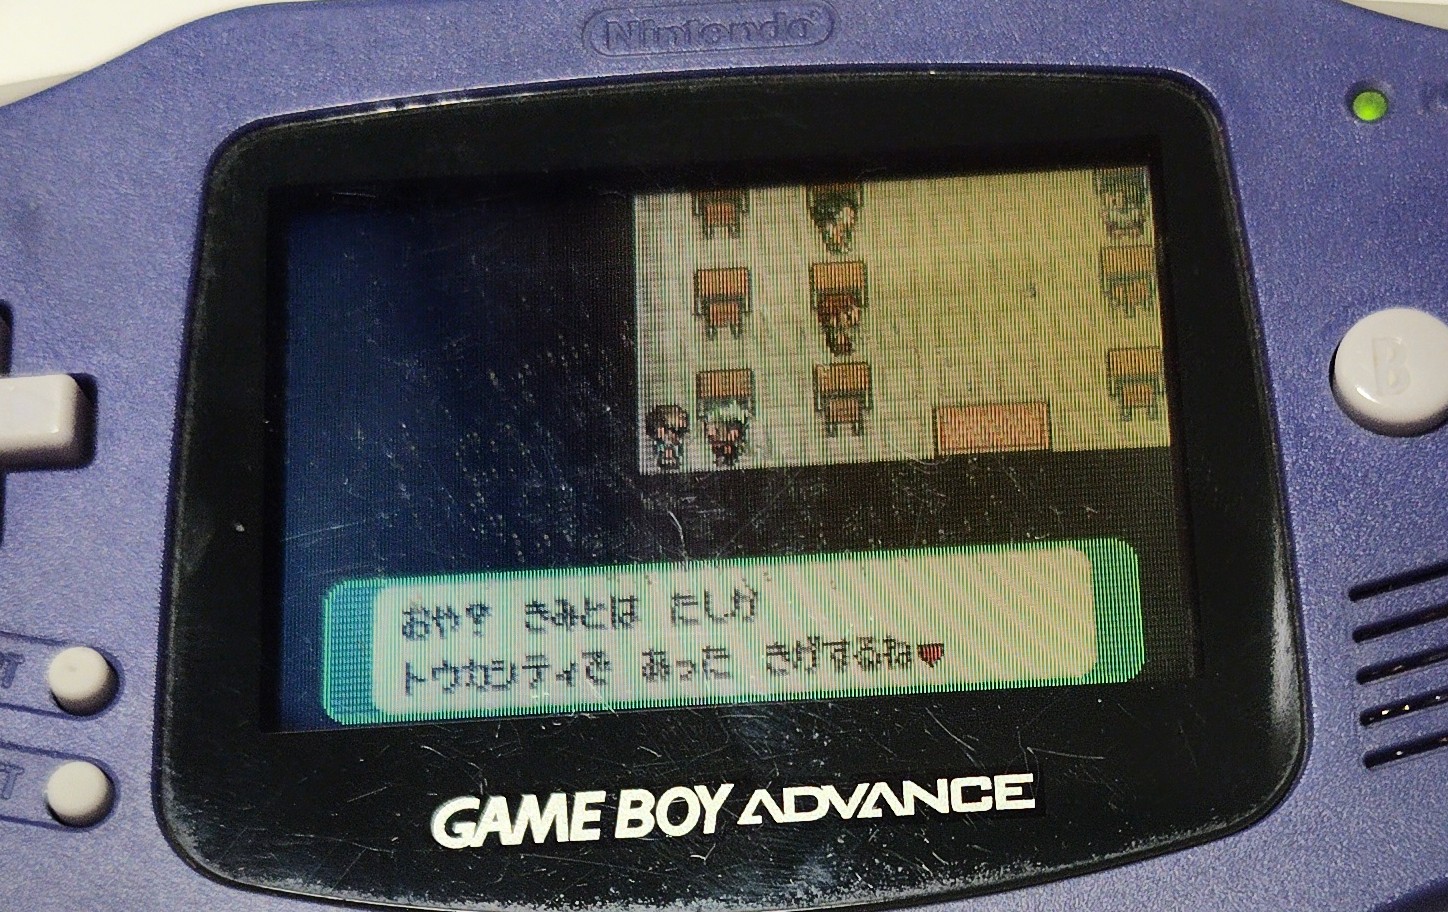 Nintendo
おや? きみとは たしか
トウカシティで あった きがするね♥
B
GAME BOY ADVANCE